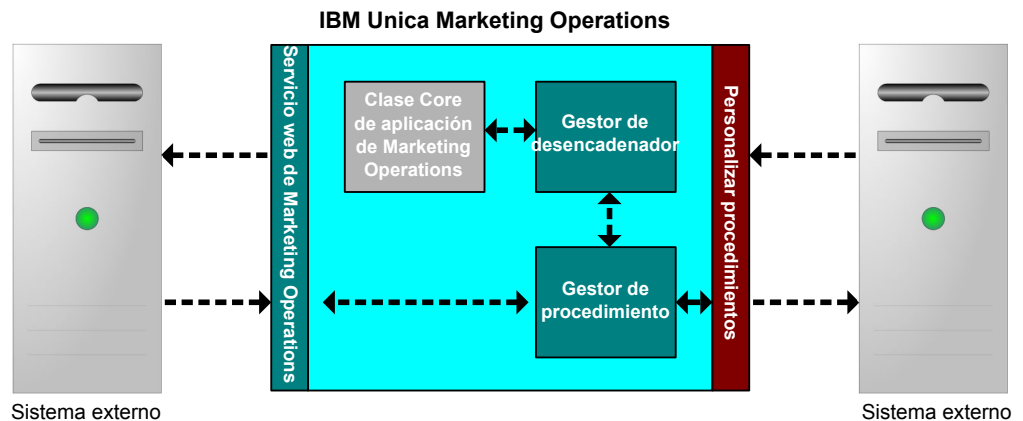 IBM Unica Marketing Operations
Servicio web de Marketing Operations
Clase Core
de aplicación
de Marketing
Operations
Gestor de
desencadenador
Gestor de
procedimiento
Personalizar procedimientos
Sistema externo
Sistema externo